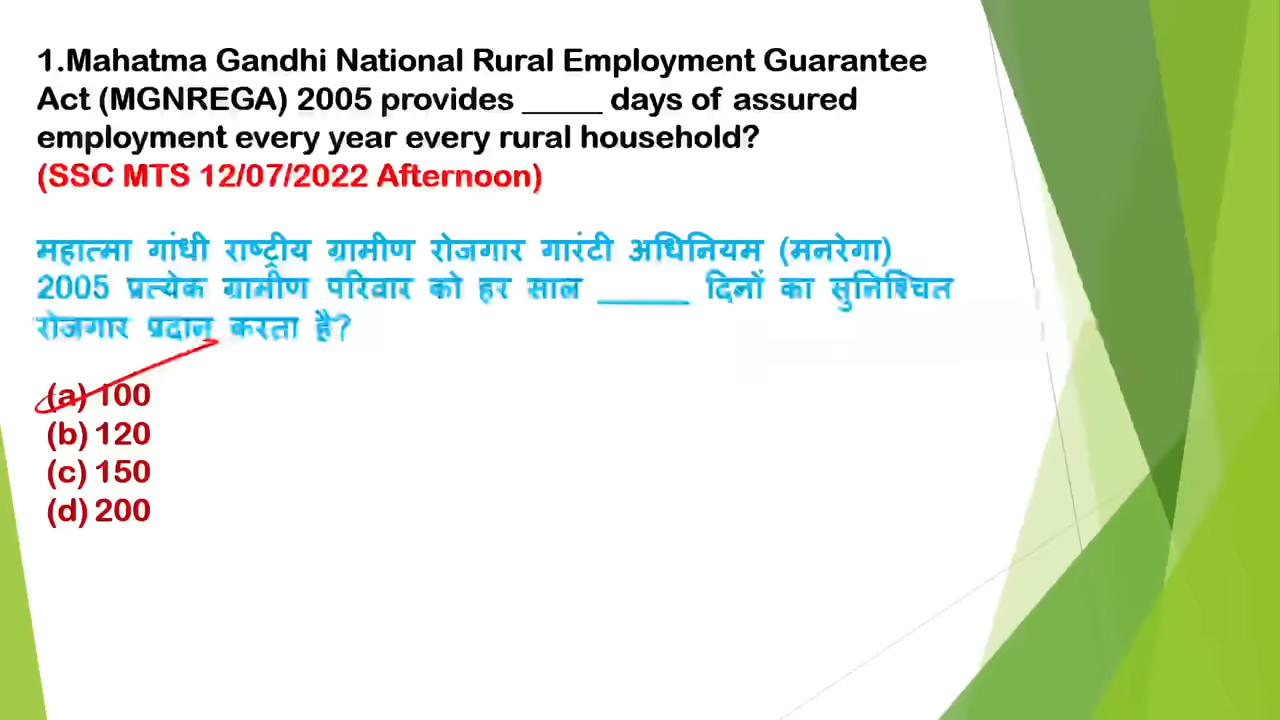 1.Mahatma Gandhi National Rural Employment Guarantee
Act (MGNREGA) 2005 provides _____ days of assured
employment every year every rural household?
(SSC MTS 12/07/2022 Afternoon)
महात्मा गांधी राष्ट्रीय ग्रामीण रोजगार गारंटी अधिनियम (मनरेगा)
2005 प्रत्येक ग्रामीण परिवार को हर साल ______ दिनों का सुनिश्चित
रोजगार प्रदान करता है?
(a) 100
(b) 120
(c) 150
(d) 200